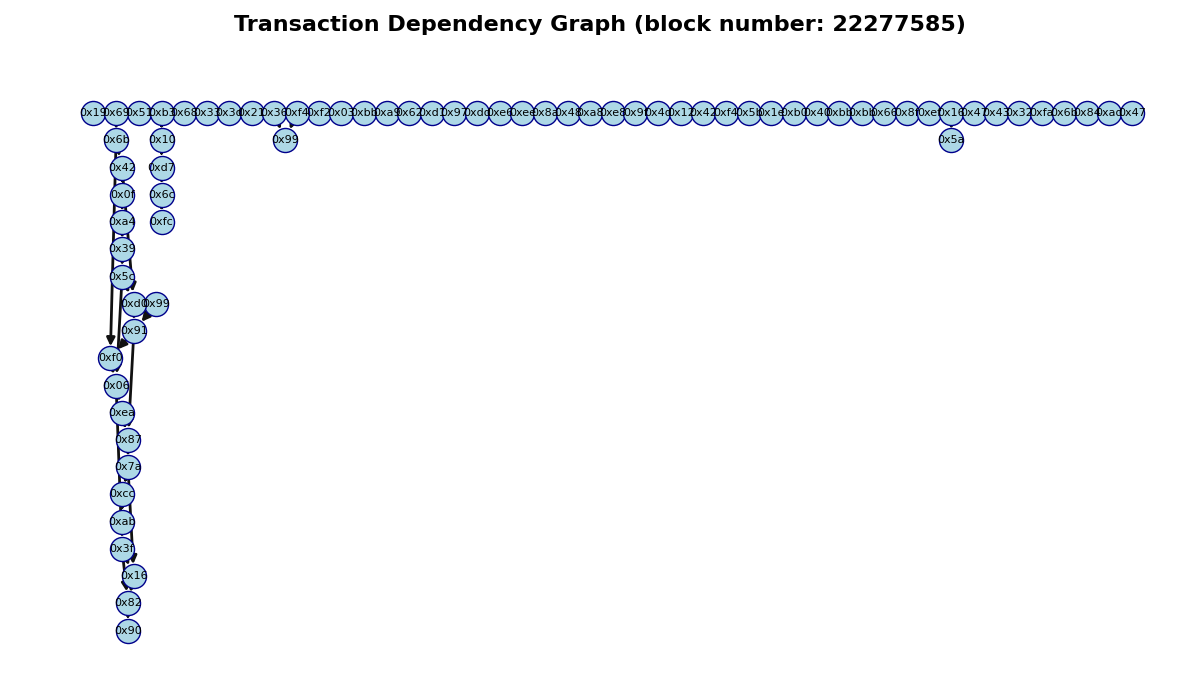 Transaction Dependency Graph (block number: 22277585)
0x19 0x69 0x51 0xb3 0x68 0x33 0x3d 0x21 0x36 0xf4 0xf2 0x03 0xbb 0xa9 0x62 0xd1 0x97 0xdd 0xe6 0xee 0x8a 0x48 0xa8 0xe8 0x9f 0x4d 0x12 0x42 0xf4 0x5b 0x1e 0xb0 0x40 0xbb 0xbb 0x66 0x8f 0xef 0x16 0x47 0x43 0x32 0xfa 0x6b 0x84 0xad 0x47
0x6b 0x10 0x99 0x5a
0x42 0xd7
0x0f 0x6c
0xa4 0xfc
0x39
0x5c
0xd0 0x99
0x91
0xf0
0x06
0xea
0x87
0x7a
0xcc
0xab
0x3f
0x16
0x82
0x90